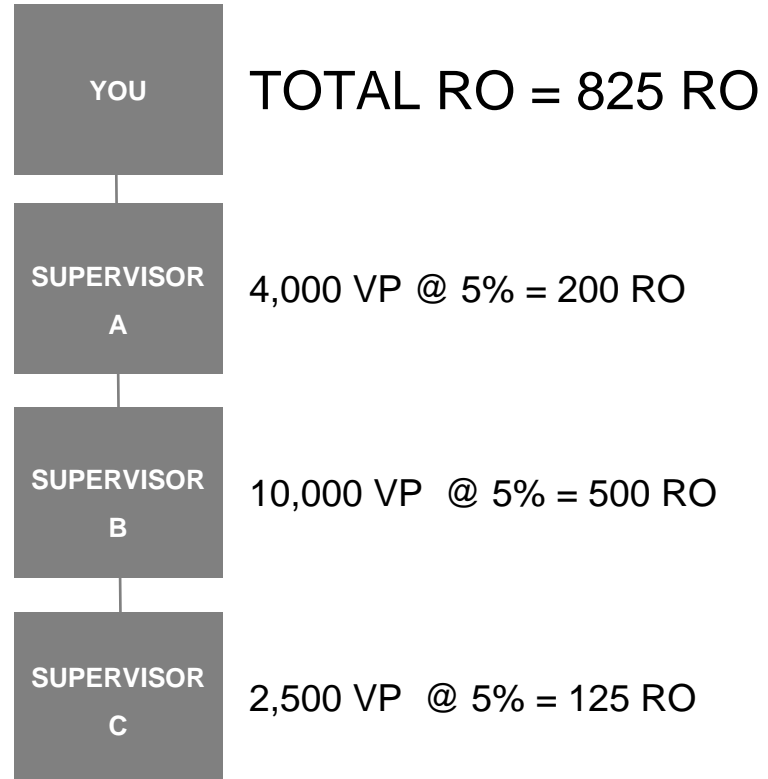 YOU
TOTAL RO = 825 RO
SUPERVISOR
A
4,000 VP @ 5% = 200 RO
SUPERVISOR
B
10,000 VP @ 5% = 500 RO
SUPERVISOR
C
2,500 VP @ 5% = 125 RO